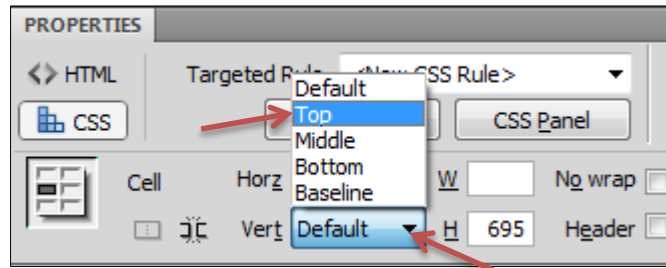 PROPERTIES
<> HTML
Targeted Rule <New CSS Rule>
CSS
CSS Panel
Default
Top
Middle
Bottom
Baseline
Cell
Horz
W
No wrap
Vert Default
H 695
Header